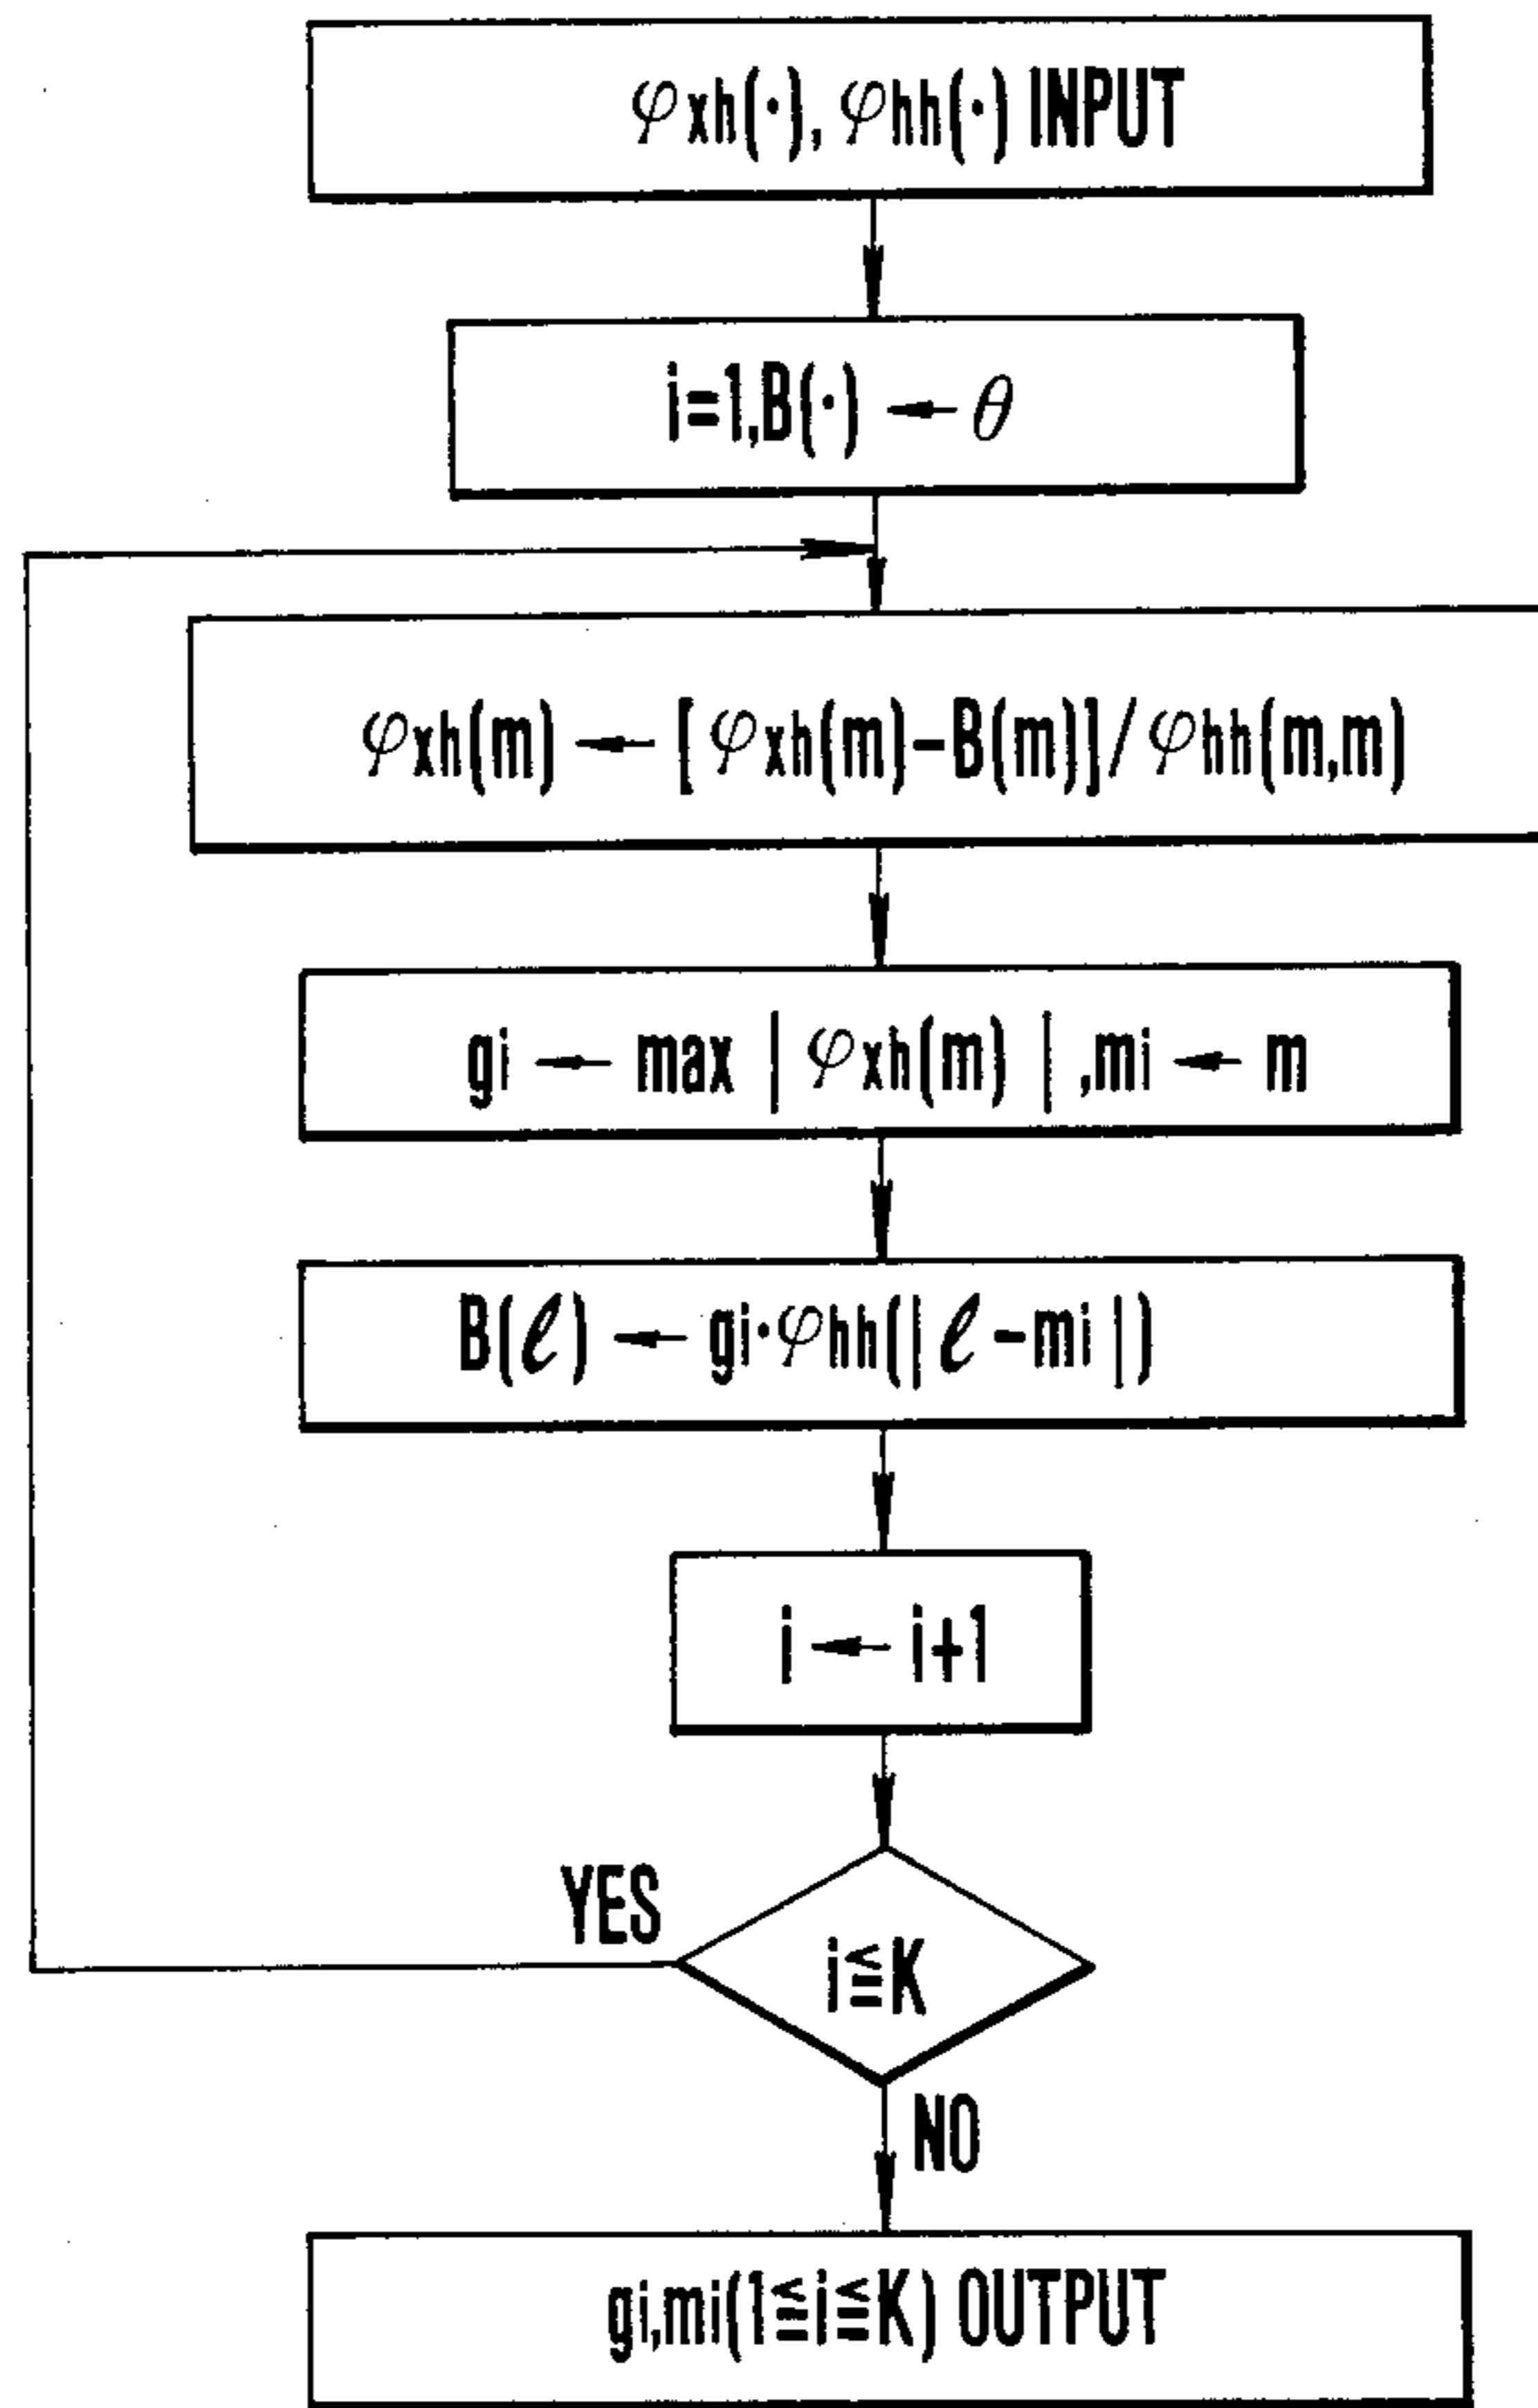 φxh(·), φhh(·) INPUT
i=1,B(·) ← θ
φxh(m) ← [φxh(m)-B(m)]/φhh(m,m)
gi ← max | φxh(m) | ,mi ← m
B(ℓ) ← gi·φhh(|ℓ-mi|)
i ← i+1
YES
i≦K
NO
gi,mi(1≦i≦K) OUTPUT